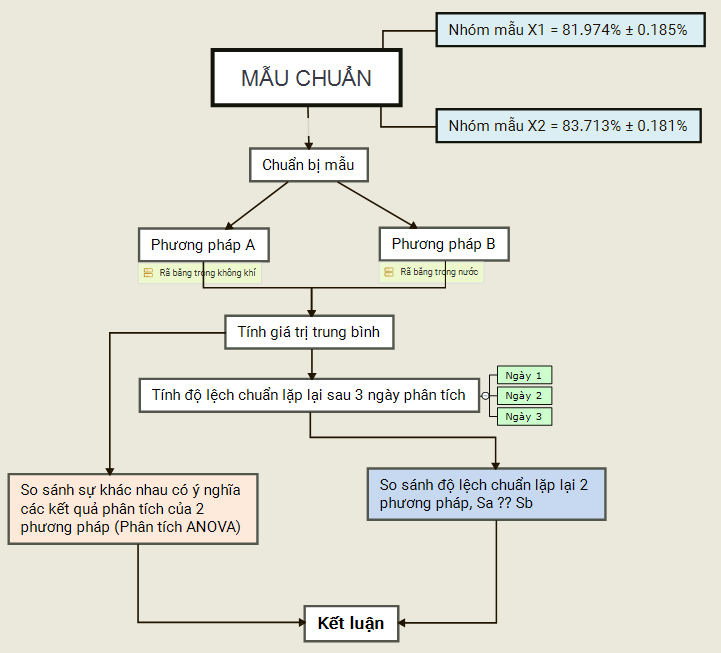 Nhóm mẫu X1 = 81.974% ± 0.185%
MẪU CHUẨN
Nhóm mẫu X2 = 83.713% ± 0.181%
Chuẩn bị mẫu
Phương pháp A
Phương pháp B
Rã băng trong không khí
Rã băng trong nước
Tính giá trị trung bình
Tính độ lệch chuẩn lặp lại sau 3 ngày phân tích
Ngày 1
Ngày 2
Ngày 3
So sánh sự khác nhau có ý nghĩa
các kết quả phân tích của 2
phương pháp (Phân tích ANOVA)
So sánh độ lệch chuẩn lặp lại 2
phương pháp, Sa ?? Sb
Kết luận